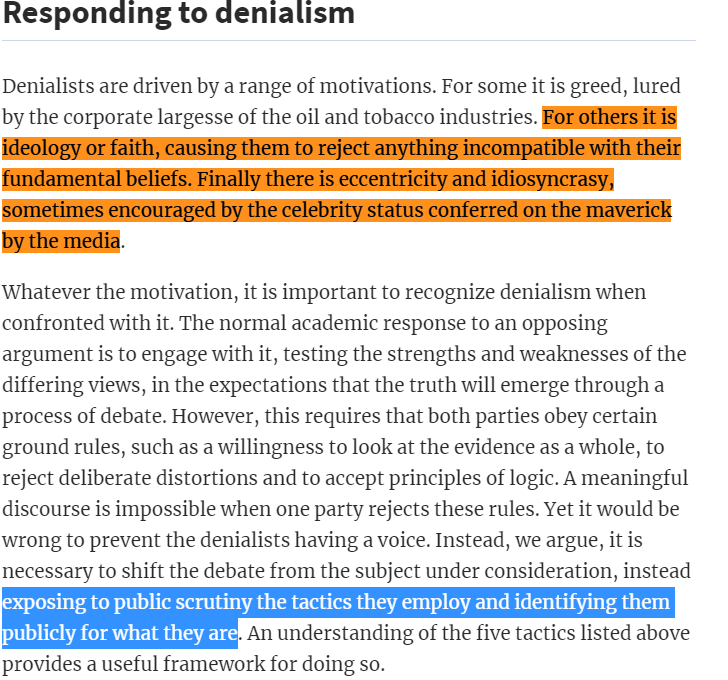 Responding to denialism
Denialists are driven by a range of motivations. For some it is greed, lured
by the corporate largesse of the oil and tobacco industries. For others it is
ideology or faith, causing them to reject anything incompatible with their
fundamental beliefs. Finally there is eccentricity and idiosyncrasy,
sometimes encouraged by the celebrity status conferred on the maverick
by the media.
Whatever the motivation, it is important to recognize denialism when
confronted with it. The normal academic response to an opposing
argument is to engage with it, testing the strengths and weaknesses of the
differing views, in the expectations that the truth will emerge through a
process of debate. However, this requires that both parties obey certain
ground rules, such as a willingness to look at the evidence as a whole, to
reject deliberate distortions and to accept principles of logic. A meaningful
discourse is impossible when one party rejects these rules. Yet it would be
wrong to prevent the denialists having a voice. Instead, we argue, it is
necessary to shift the debate from the subject under consideration, instead
exposing to public scrutiny the tactics they employ and identifying them
publicly for what they are. An understanding of the five tactics listed above
provides a useful framework for doing so.